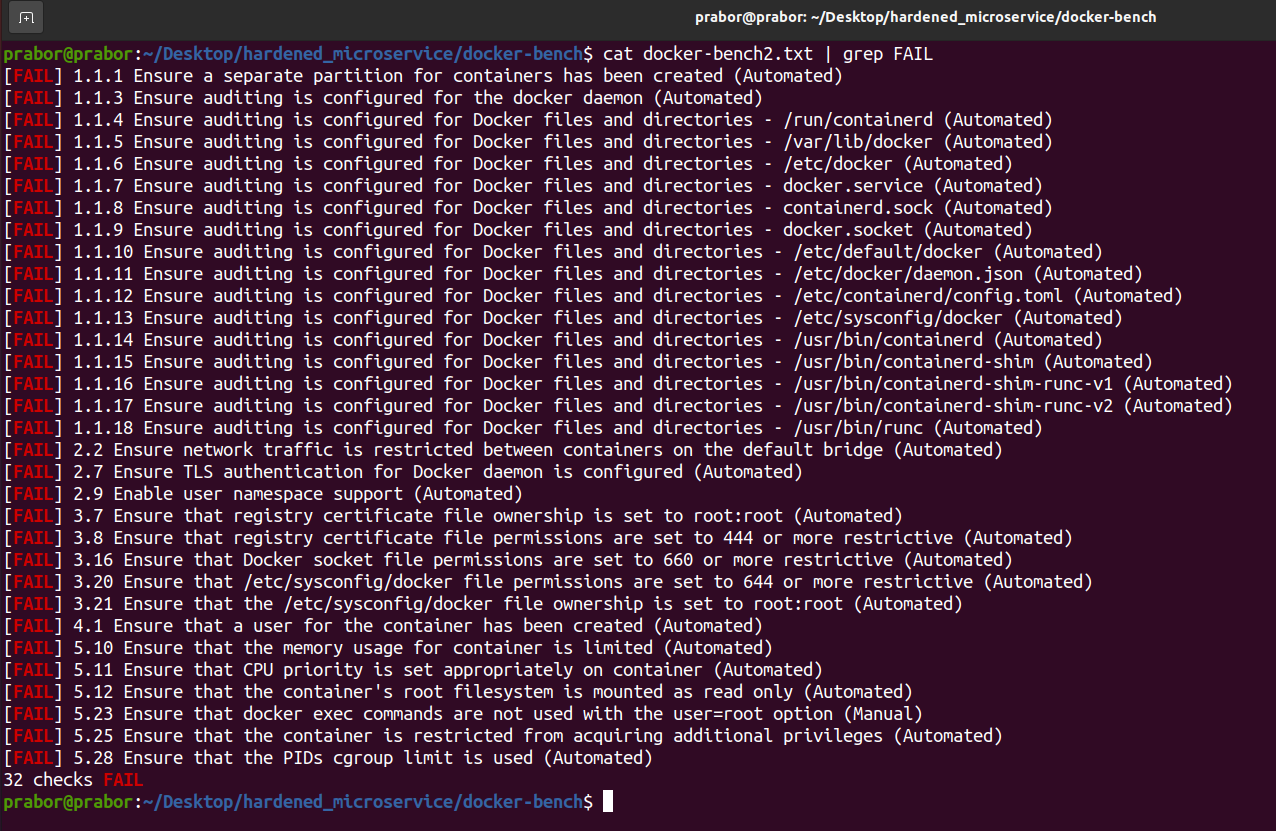 prabor@prabor: ~/Desktop/hardened_microservice/docker-bench
prabor@prabor:~/Desktop/hardened_microservice/docker-bench$ cat docker-bench2.txt | grep FAIL
[FAIL] 1.1.1 Ensure a separate partition for containers has been created (Automated)
[FAIL] 1.1.3 Ensure auditing is configured for the docker daemon (Automated)
[FAIL] 1.1.4 Ensure auditing is configured for Docker files and directories - /run/containerd (Automated)
[FAIL] 1.1.5 Ensure auditing is configured for Docker files and directories - /var/lib/docker (Automated)
[FAIL] 1.1.6 Ensure auditing is configured for Docker files and directories - /etc/docker (Automated)
[FAIL] 1.1.7 Ensure auditing is configured for Docker files and directories - docker.service (Automated)
[FAIL] 1.1.8 Ensure auditing is configured for Docker files and directories - containerd.sock (Automated)
[FAIL] 1.1.9 Ensure auditing is configured for Docker files and directories - docker.socket (Automated)
[FAIL] 1.1.10 Ensure auditing is configured for Docker files and directories - /etc/default/docker (Automated)
[FAIL] 1.1.11 Ensure auditing is configured for Docker files and directories - /etc/docker/daemon.json (Automated)
[FAIL] 1.1.12 Ensure auditing is configured for Docker files and directories - /etc/containerd/config.toml (Automated)
[FAIL] 1.1.13 Ensure auditing is configured for Docker files and directories - /etc/sysconfig/docker (Automated)
[FAIL] 1.1.14 Ensure auditing is configured for Docker files and directories - /usr/bin/containerd (Automated)
[FAIL] 1.1.15 Ensure auditing is configured for Docker files and directories - /usr/bin/containerd-shim (Automated)
[FAIL] 1.1.16 Ensure auditing is configured for Docker files and directories - /usr/bin/containerd-shim-runc-v1 (Automated)
[FAIL] 1.1.17 Ensure auditing is configured for Docker files and directories - /usr/bin/containerd-shim-runc-v2 (Automated)
[FAIL] 1.1.18 Ensure auditing is configured for Docker files and directories - /usr/bin/runc (Automated)
[FAIL] 2.2 Ensure network traffic is restricted between containers on the default bridge (Automated)
[FAIL] 2.7 Ensure TLS authentication for Docker daemon is configured (Automated)
[FAIL] 2.9 Enable user namespace support (Automated)
[FAIL] 3.7 Ensure that registry certificate file ownership is set to root:root (Automated)
[FAIL] 3.8 Ensure that registry certificate file permissions are set to 444 or more restrictive (Automated)
[FAIL] 3.16 Ensure that Docker socket file permissions are set to 660 or more restrictive (Automated)
[FAIL] 3.20 Ensure that /etc/sysconfig/docker file permissions are set to 644 or more restrictive (Automated)
[FAIL] 3.21 Ensure that the /etc/sysconfig/docker file ownership is set to root:root (Automated)
[FAIL] 4.1 Ensure that a user for the container has been created (Automated)
[FAIL] 5.10 Ensure that the memory usage for container is limited (Automated)
[FAIL] 5.11 Ensure that CPU priority is set appropriately on container (Automated)
[FAIL] 5.12 Ensure that the container's root filesystem is mounted as read only (Automated)
[FAIL] 5.23 Ensure that docker exec commands are not used with the user=root option (Manual)
[FAIL] 5.25 Ensure that the container is restricted from acquiring additional privileges (Automated)
[FAIL] 5.28 Ensure that the PIDs cgroup limit is used (Automated)
32 checks FAIL
prabor@prabor:~/Desktop/hardened_microservice/docker-bench$